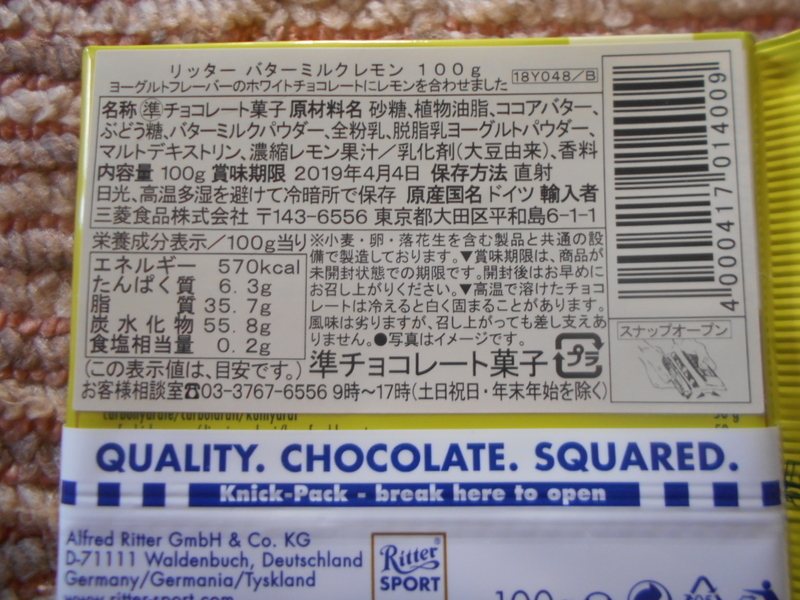 リッター バターミルクレモン 100g
ヨーグルトフレーバーのホワイトチョコレートにレモンを合わせました
18Y048/B
名称 準チョコレート菓子 原材料名 砂糖、植物油脂、ココアバター、
ぶどう糖、バターミルクパウダー、全粉乳、脱脂乳ヨーグルトパウダー、
マルトデキストリン、濃縮レモン果汁/乳化剤(大豆由来)、香料
内容量 100g 賞味期限 2019年4月4日 保存方法 直射
日光、高温多湿を避けて冷暗所で保存 原産国名 ドイツ 輸入者
三菱食品株式会社 〒143-6556 東京都大田区平和島6-1-1
栄養成分表示/100g当り
エネルギー 570kcal
たんぱく質 6.3g
脂質 35.7g
炭水化物 55.8g
食塩相当量 0.2g
(この表示値は、目安です。)
※小麦・卵・落花生を含む製品と共通の設
備で製造しております。▼賞味期限は、商品が
未開封状態での期限です。開封後はお早めに
お召し上がりください。▼高温で溶けたチョコ
レートは冷えると白く固まることがあります。
風味は劣りますが、召し上がっても差し支えあ
りません。●写真はイメージです。
準チョコレート菓子 プラ
お客様相談室☎03-3767-6556 9時〜17時(土日祝日・年末年始を除く)
4 000417 014009
スナップオープン
QUALITY. CHOCOLATE. SQUARED.
Knick-Pack - break here to open
Alfred Ritter GmbH & Co. KG
D-71111 Waldenbuch, Deutschland
Germany/Germania/Tyskland
www.ritter-sport.com
Ritter
SPORT
100g